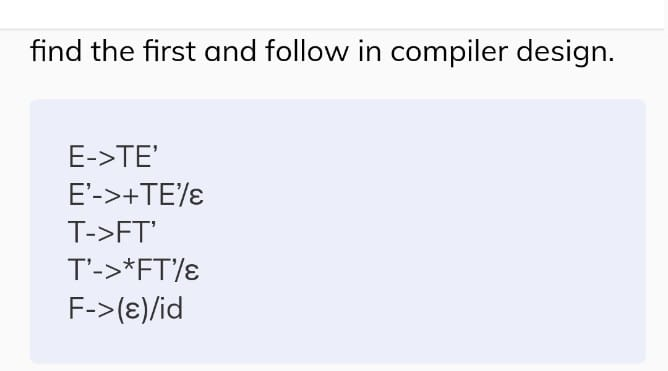 find the first and follow in compiler design.
E->TE’
E’->+TE’/ε
T->FT’
T’->*FT’/ε
F->(ε)/id